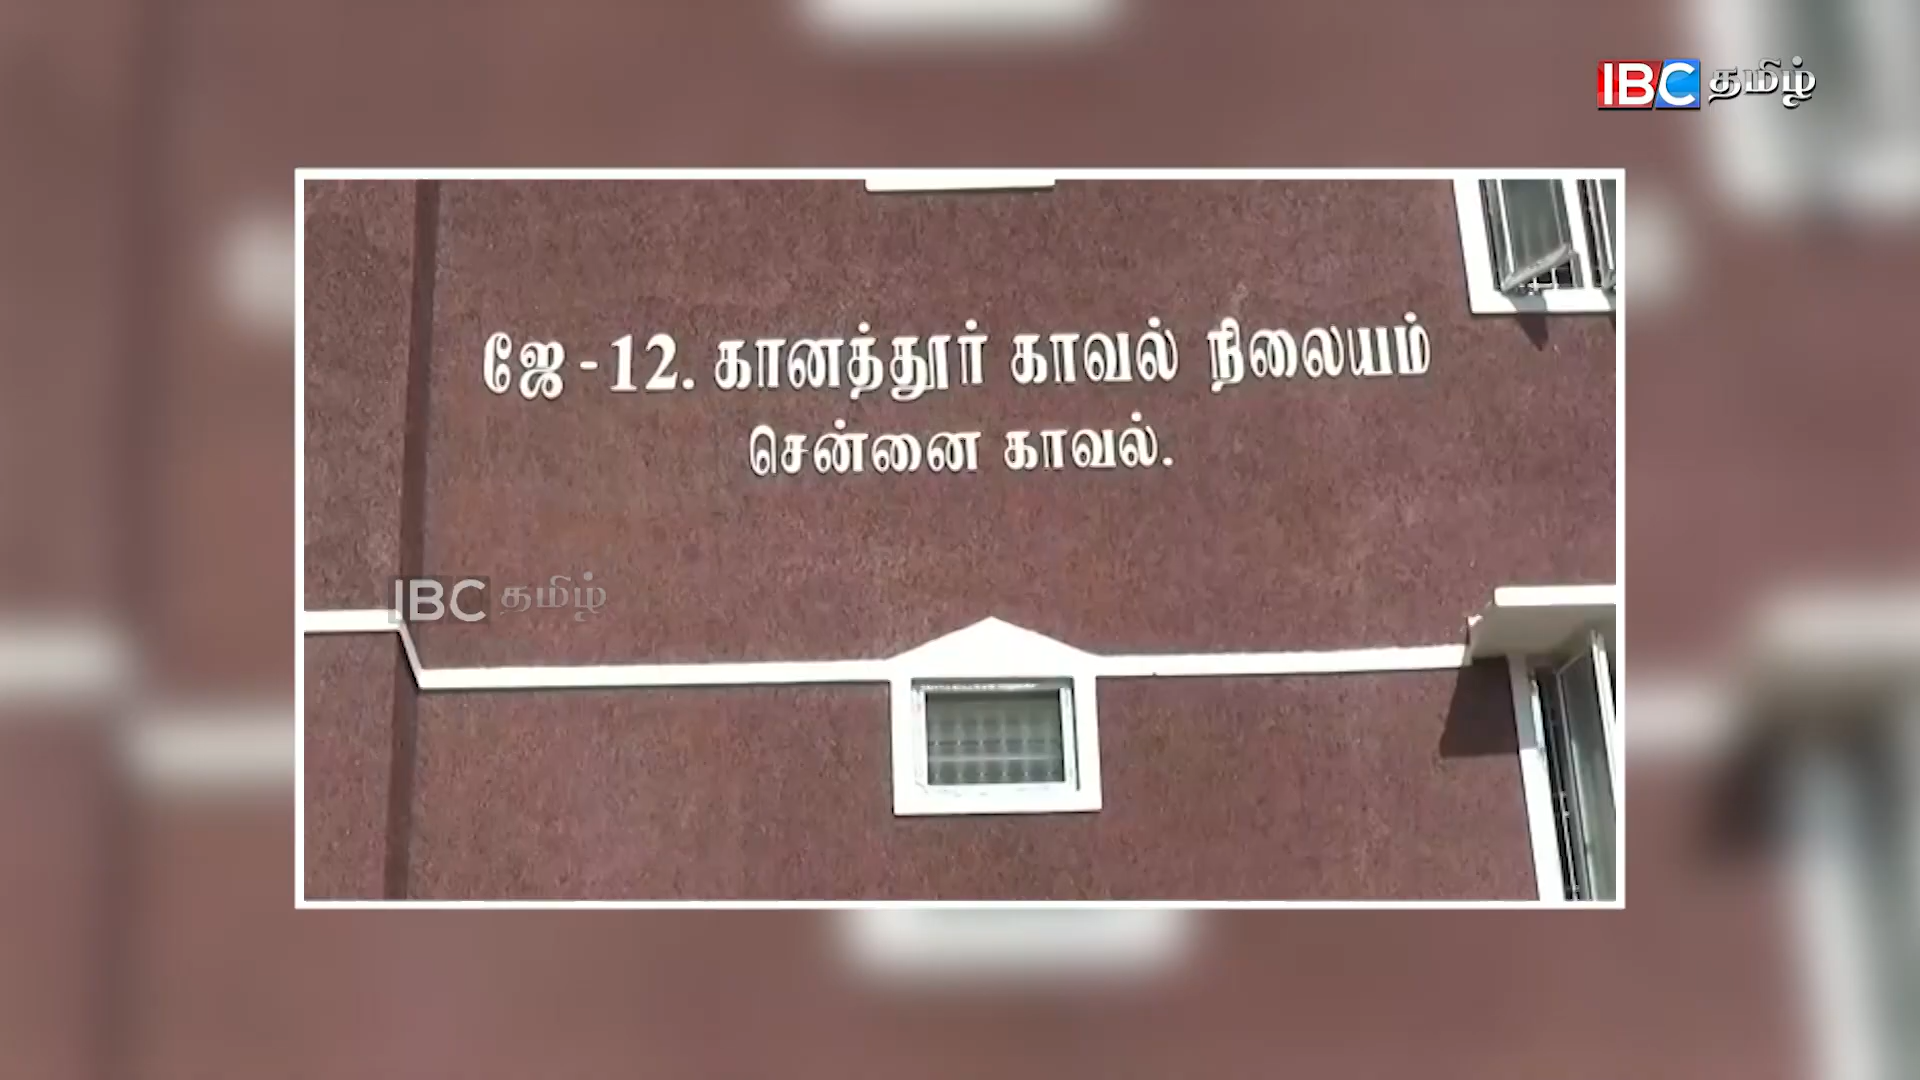 IBC தமிழ்
ஜே - 12. கானத்தூர் காவல் நிலையம்
சென்னை காவல்.
IBC தமிழ்